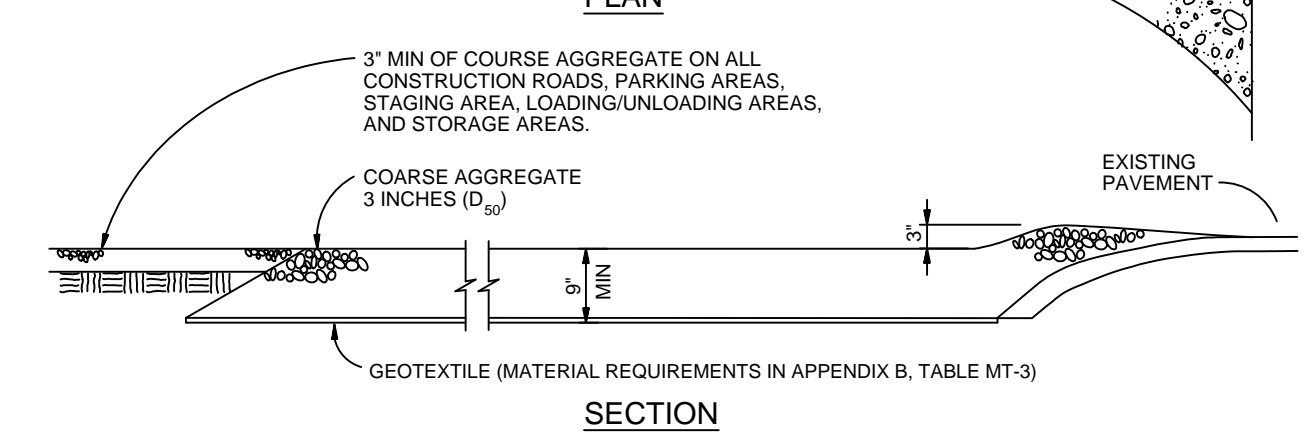 PLAN
3" MIN OF COURSE AGGREGATE ON ALL
CONSTRUCTION ROADS, PARKING AREAS,
STAGING AREA, LOADING/UNLOADING AREAS,
AND STORAGE AREAS.
COARSE AGGREGATE
3 INCHES (D50)
EXISTING
PAVEMENT
3"
9"
MIN
GEOTEXTILE (MATERIAL REQUIREMENTS IN APPENDIX B, TABLE MT-3)
SECTION